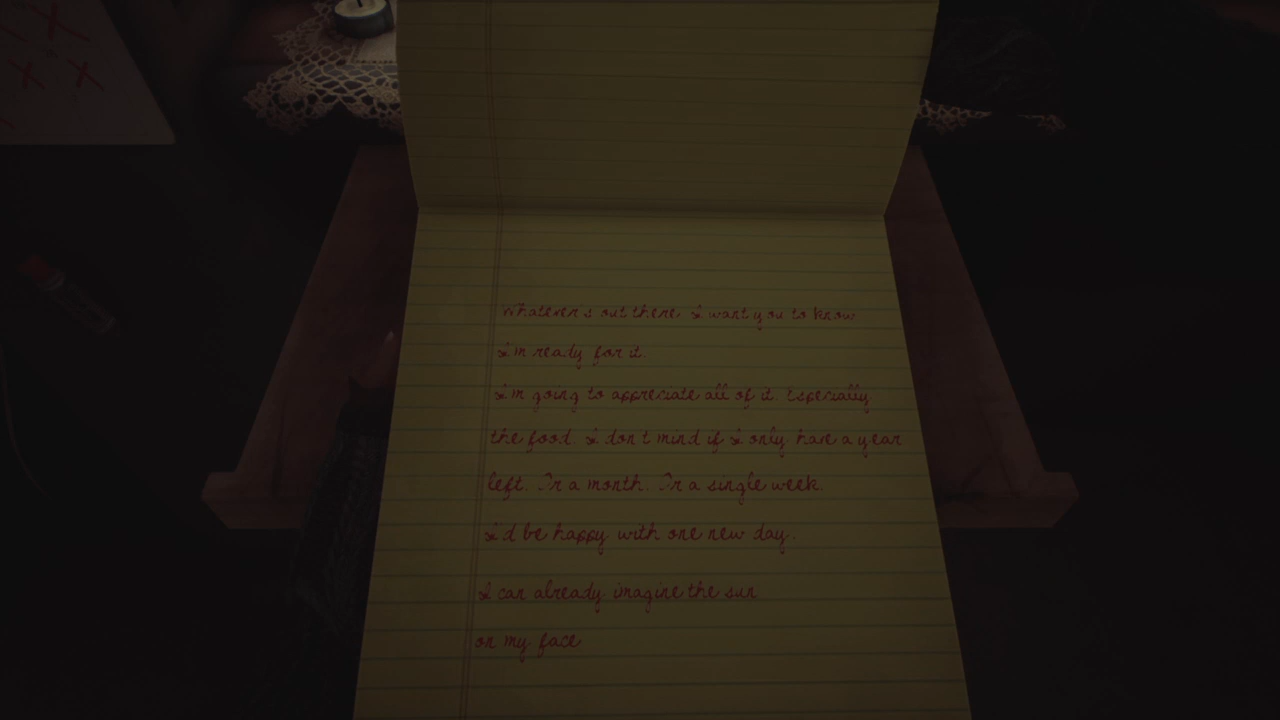 Whatever's out there, I want you to know
I'm ready for it.
I'm going to appreciate all of it. Especially
the food. I don't mind if I only have a year
left. Or a month. Or a single week.
I'd be happy with one new day.
I can already imagine the sun
on my face